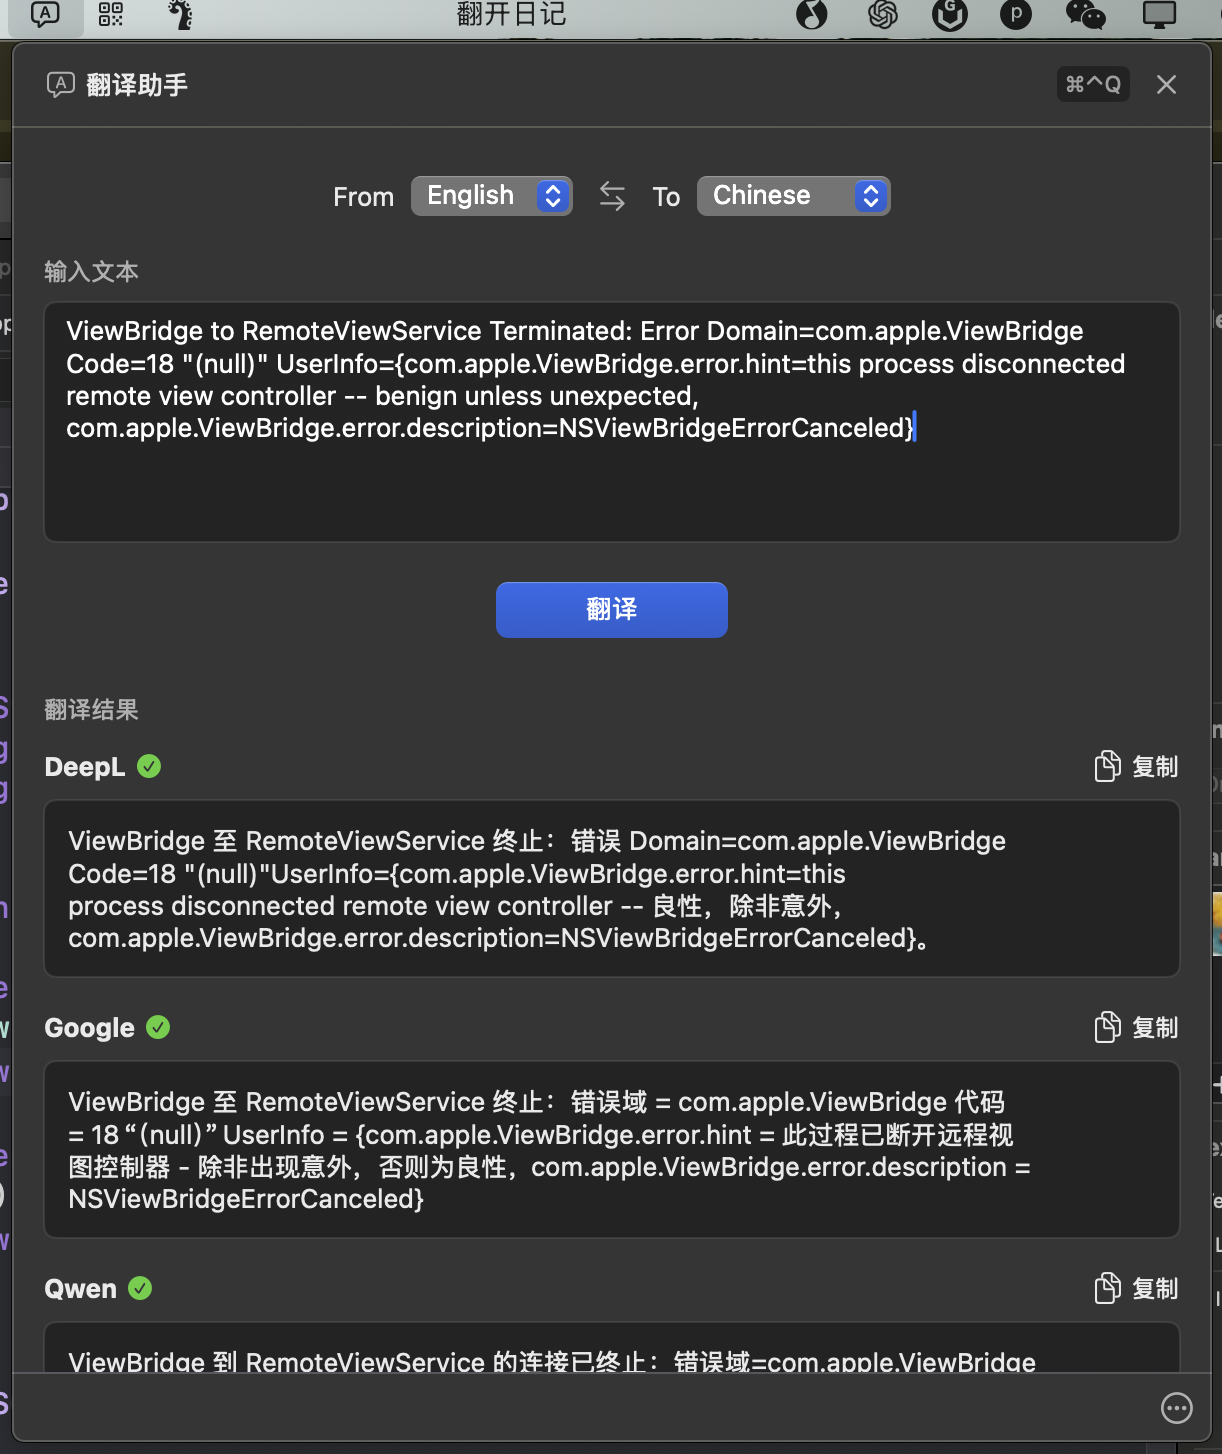 翻开日记
翻译助手
⌘^Q
From English To Chinese
输入文本
ViewBridge to RemoteViewService Terminated: Error Domain=com.apple.ViewBridge
Code=18 "(null)" UserInfo={com.apple.ViewBridge.error.hint=this process disconnected
remote view controller -- benign unless unexpected,
com.apple.ViewBridge.error.description=NSViewBridgeErrorCanceled}
翻译
翻译结果
DeepL
复制
ViewBridge 至 RemoteViewService 终止：错误 Domain=com.apple.ViewBridge
Code=18 "(null)"UserInfo={com.apple.ViewBridge.error.hint=this
process disconnected remote view controller -- 良性，除非意外，
com.apple.ViewBridge.error.description=NSViewBridgeErrorCanceled}。
Google
复制
ViewBridge 至 RemoteViewService 终止：错误域 = com.apple.ViewBridge 代码
= 18 “(null)” UserInfo = {com.apple.ViewBridge.error.hint = 此过程已断开远程视
图控制器 - 除非出现意外，否则为良性，com.apple.ViewBridge.error.description =
NSViewBridgeErrorCanceled}
Qwen
复制
ViewBridge 到 RemoteViewService 的连接已终止：错误域=com.apple.ViewBridge